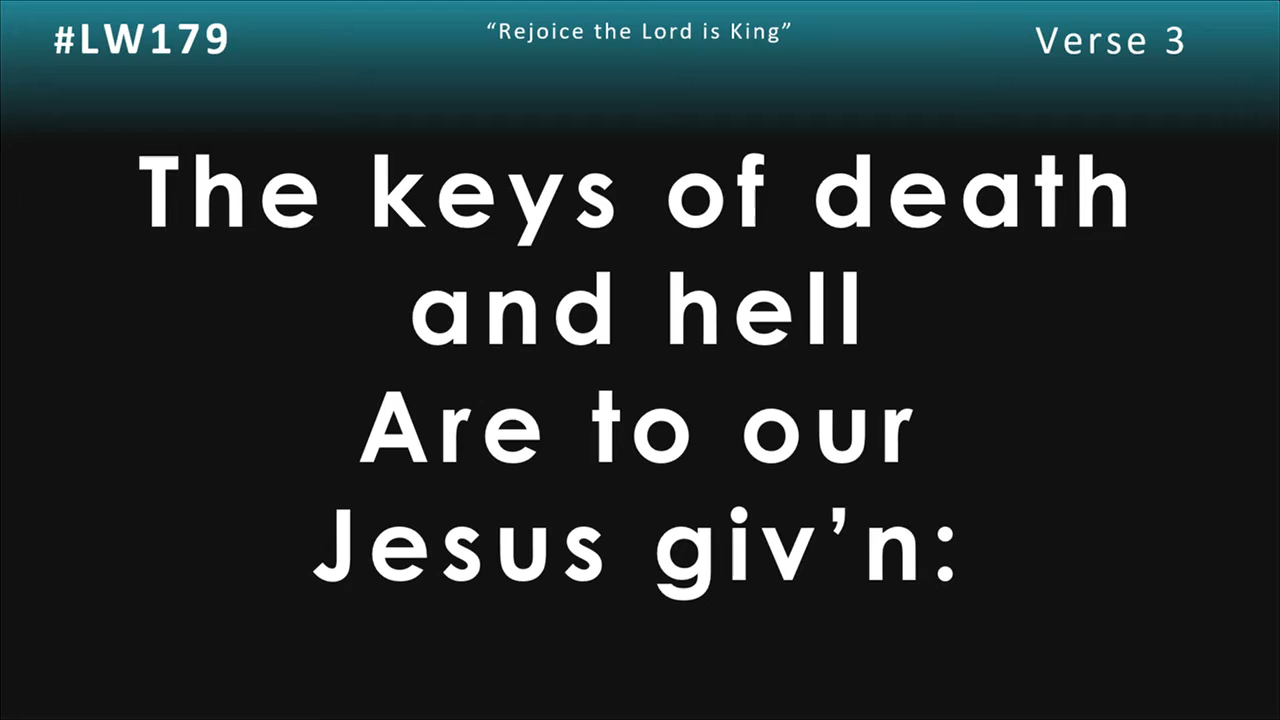 #LW179
“Rejoice the Lord is King”
Verse 3
The keys of death
and hell
Are to our
Jesus giv’n: